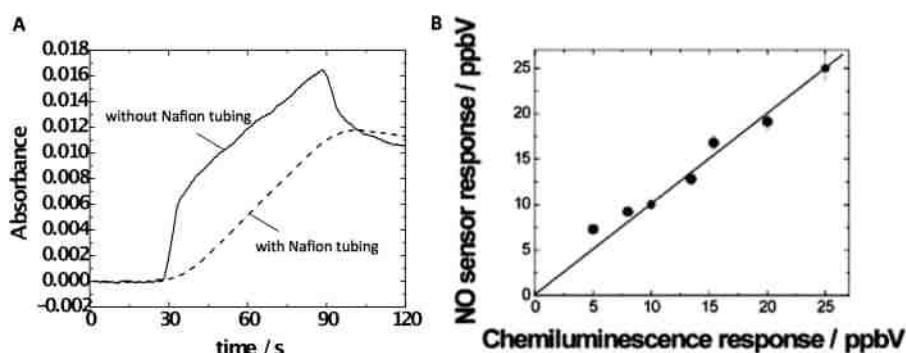 A
Absorbance
0.018
0.016
0.014
0.012
0.010
0.008
0.006
0.004
0.002
0.000
-0.002
without Nafion tubing
with Nafion tubing
0 30 60 90 120
time / s
B
NO sensor response / ppbV
25
20
15
10
5
0
0 5 10 15 20 25
Chemiluminescence response / ppbV